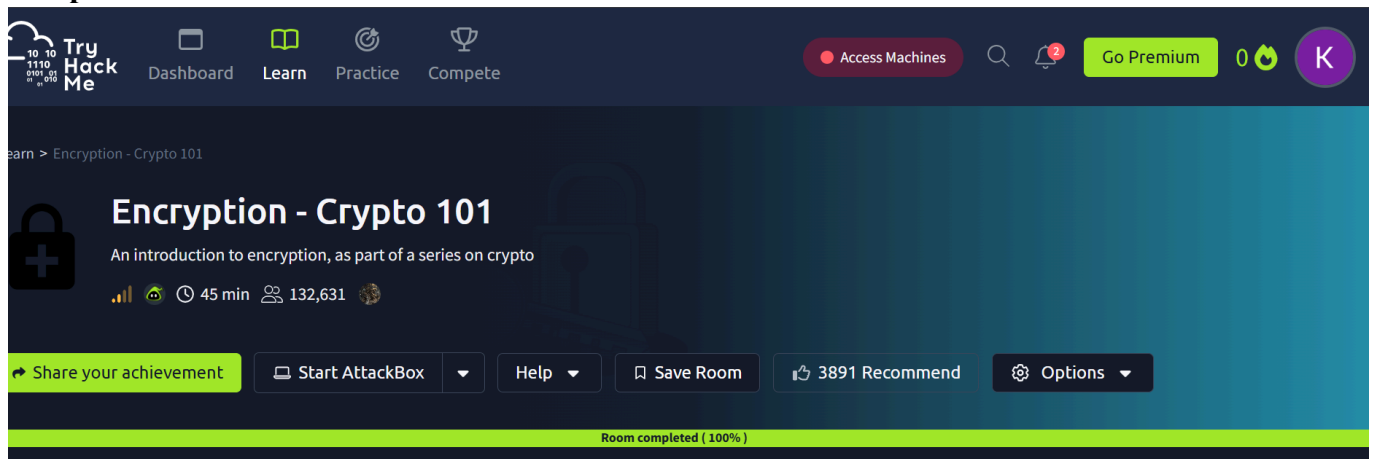 Try
Hack
Me
10 10
1110
0101 01
01 010
01
Dashboard
Learn
Practice
Compete
Access Machines
2
Go Premium
0
K
earn > Encryption - Crypto 101
Encryption - Crypto 101
An introduction to encryption, as part of a series on crypto
45 min
132,631
Share your achievement
Start AttackBox
Help
Save Room
3891 Recommend
Options
Room completed ( 100% )